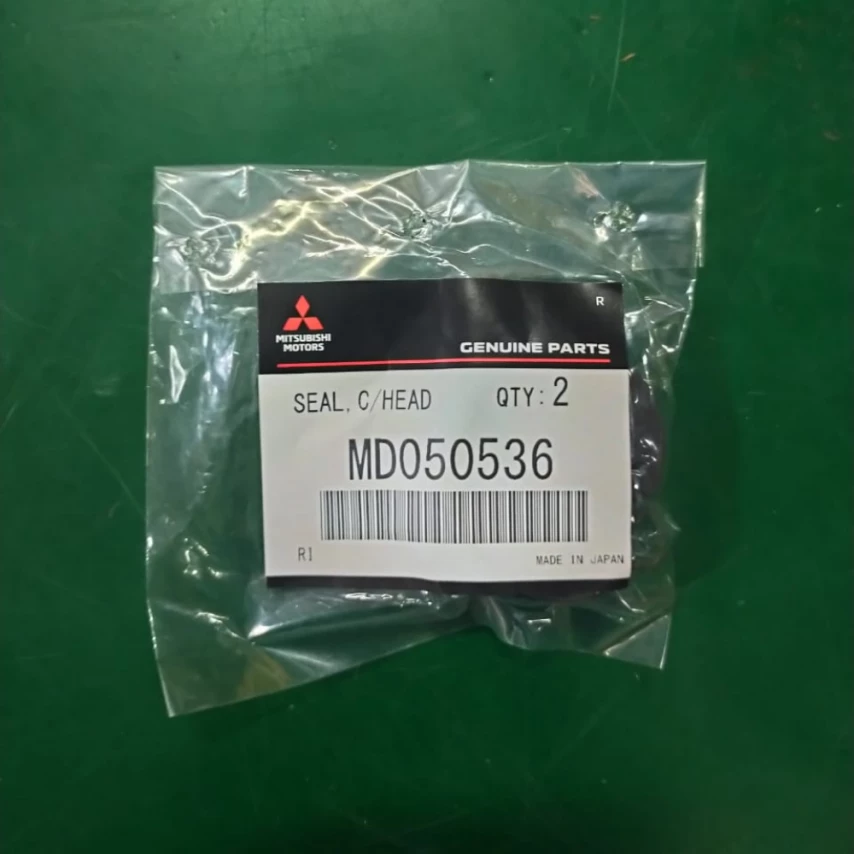 R
MITSUBISHI
MOTORS
GENUINE PARTS
SEAL, C/HEAD QTY: 2
MD050536
R1 MADE IN JAPAN